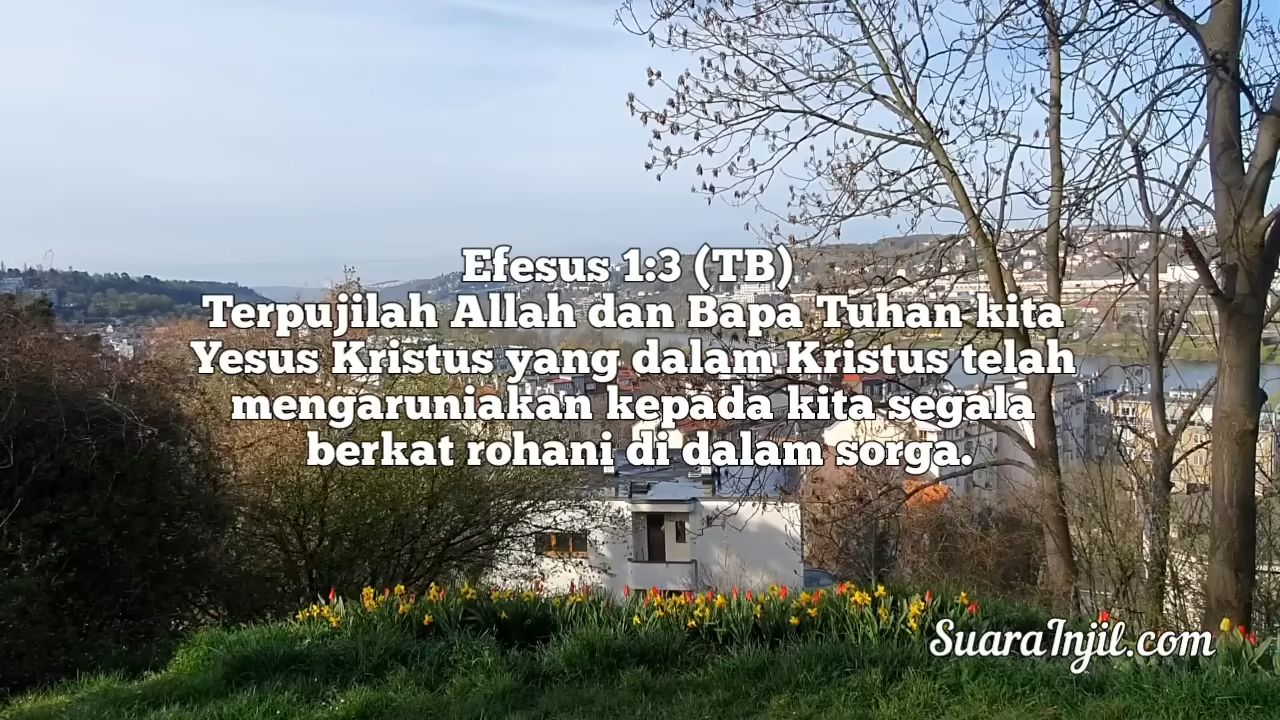 Efesus 1:3 (TB)
Terpujilah Allah dan Bapa Tuhan kita
Yesus Kristus yang dalam Kristus telah
mengaruniakan kepada kita segala
berkat rohani di dalam sorga.
SuaraInjil.com